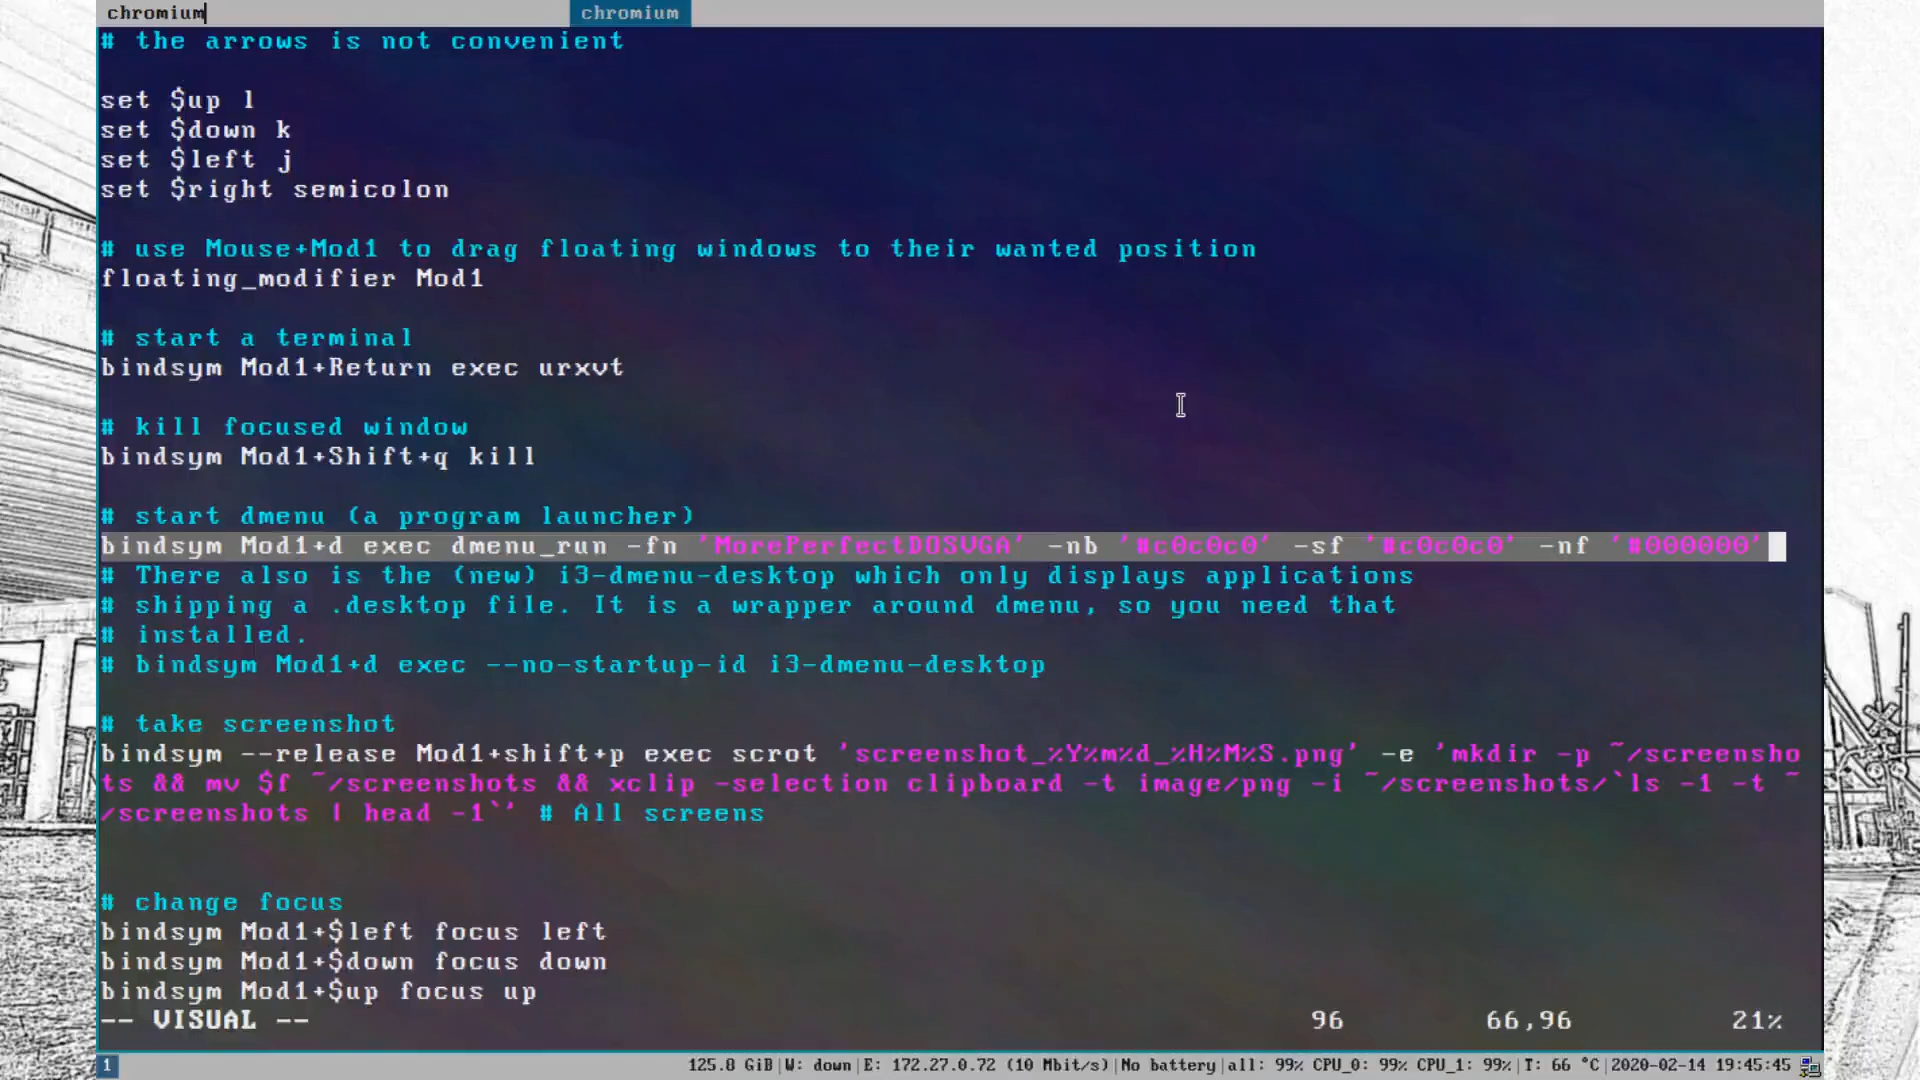 chromium chromium
# the arrows is not convenient
set $up l
set $down k
set $left j
set $right semicolon
# use Mouse+Mod1 to drag floating windows to their wanted position
floating_modifier Mod1
# start a terminal
bindsym Mod1+Return exec urxvt
# kill focused window
bindsym Mod1+Shift+q kill
# start dmenu (a program launcher)
bindsym Mod1+d exec dmenu_run -fn 'MorePerfectDOSVGA' -nb '#c0c0c0' -sf '#c0c0c0' -nf '#000000'
# There also is the (new) i3-dmenu-desktop which only displays applications
# shipping a .desktop file. It is a wrapper around dmenu, so you need that
# installed.
# bindsym Mod1+d exec --no-startup-id i3-dmenu-desktop
# take screenshot
bindsym --release Mod1+shift+p exec scrot 'screenshot_%Y%m%d_%H%M%S.png' -e 'mkdir -p ~/screensho
ts && mv $f ~/screenshots && xclip -selection clipboard -t image/png -i ~/screenshots/`ls -1 -t ~
/screenshots | head -1`' # All screens
# change focus
bindsym Mod1+$left focus left
bindsym Mod1+$down focus down
bindsym Mod1+$up focus up
-- VISUAL -- 96 66,96 21%
1 125.8 GiB|W: down|E: 172.27.0.72 (10 Mbit/s)|No battery|all: 99% CPU_0: 99% CPU_1: 99%|T: 66 °C|2020-02-14 19:45:45